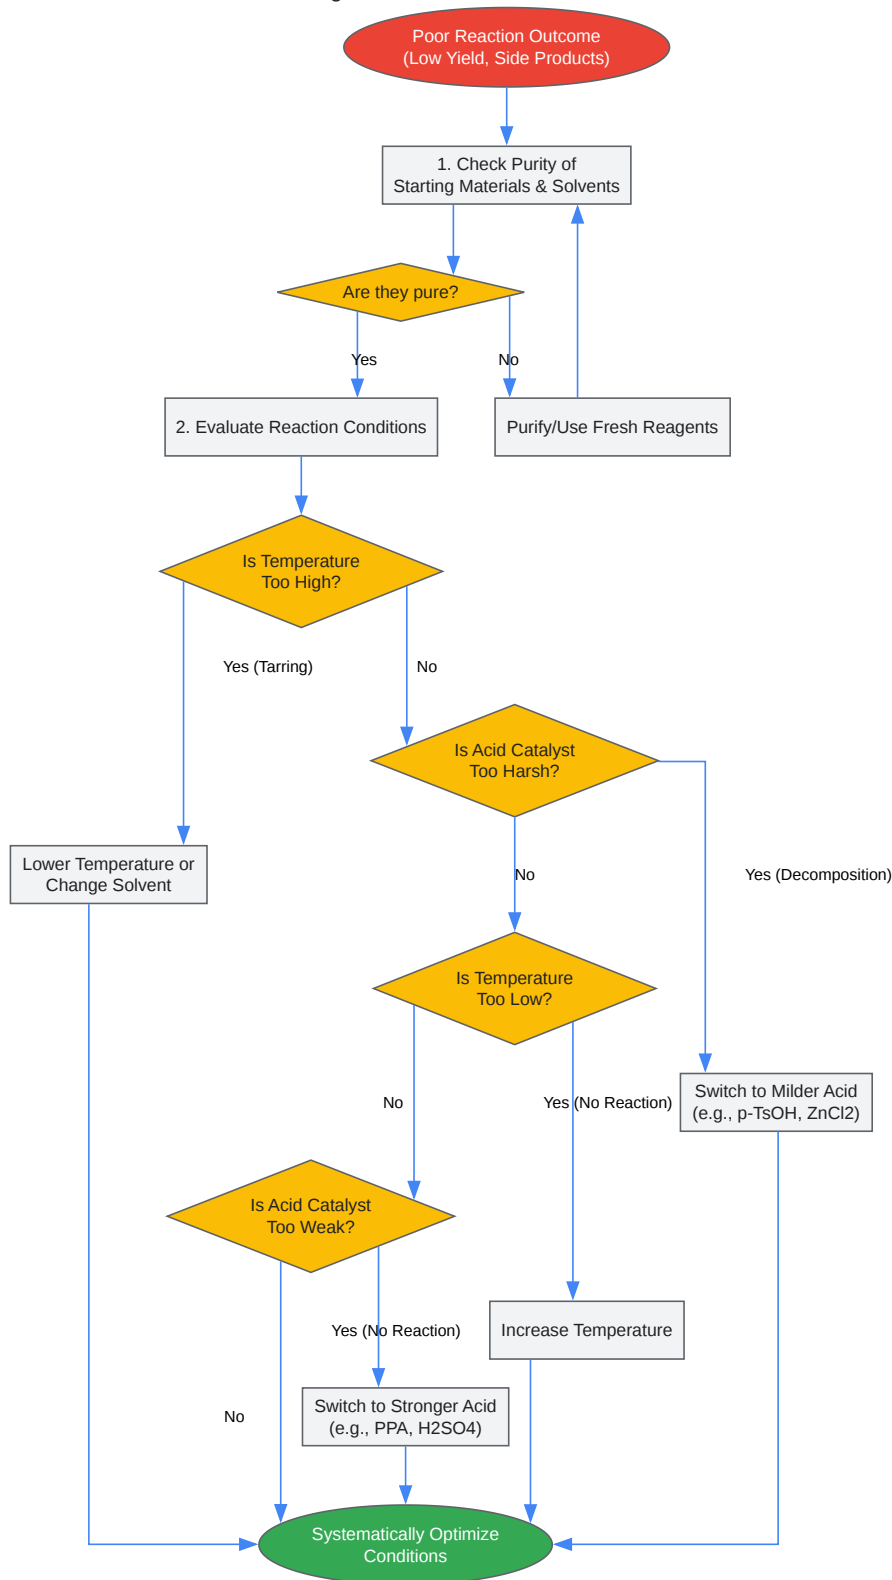 Poor Reaction Outcome
(Low Yield, Side Products)
1. Check Purity of
Starting Materials & Solvents
Are they pure?
Yes
No
2. Evaluate Reaction Conditions
Purify/Use Fresh Reagents
Is Temperature
Too High?
Yes (Tarring)
No
Is Acid Catalyst
Too Harsh?
Lower Temperature or
Change Solvent
No
Yes (Decomposition)
Is Temperature
Too Low?
No
Yes (No Reaction)
Switch to Milder Acid
(e.g., p-TsOH, ZnCl2)
Is Acid Catalyst
Too Weak?
Yes (No Reaction)
Increase Temperature
No
Switch to Stronger Acid
(e.g., PPA, H2SO4)
Systematically Optimize
Conditions